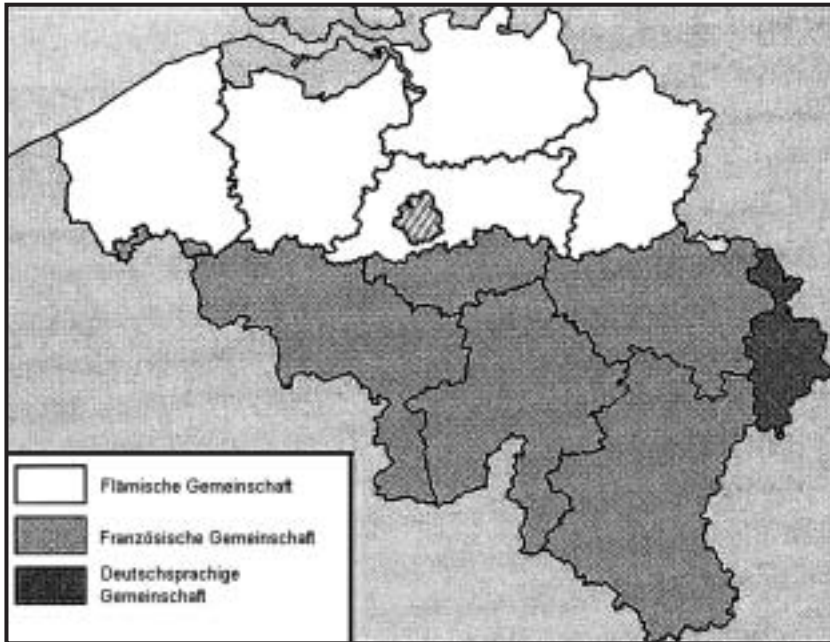 Flämische Gemeinschaft
Französische Gemeinschaft
Deutschsprachige
Gemeinschaft